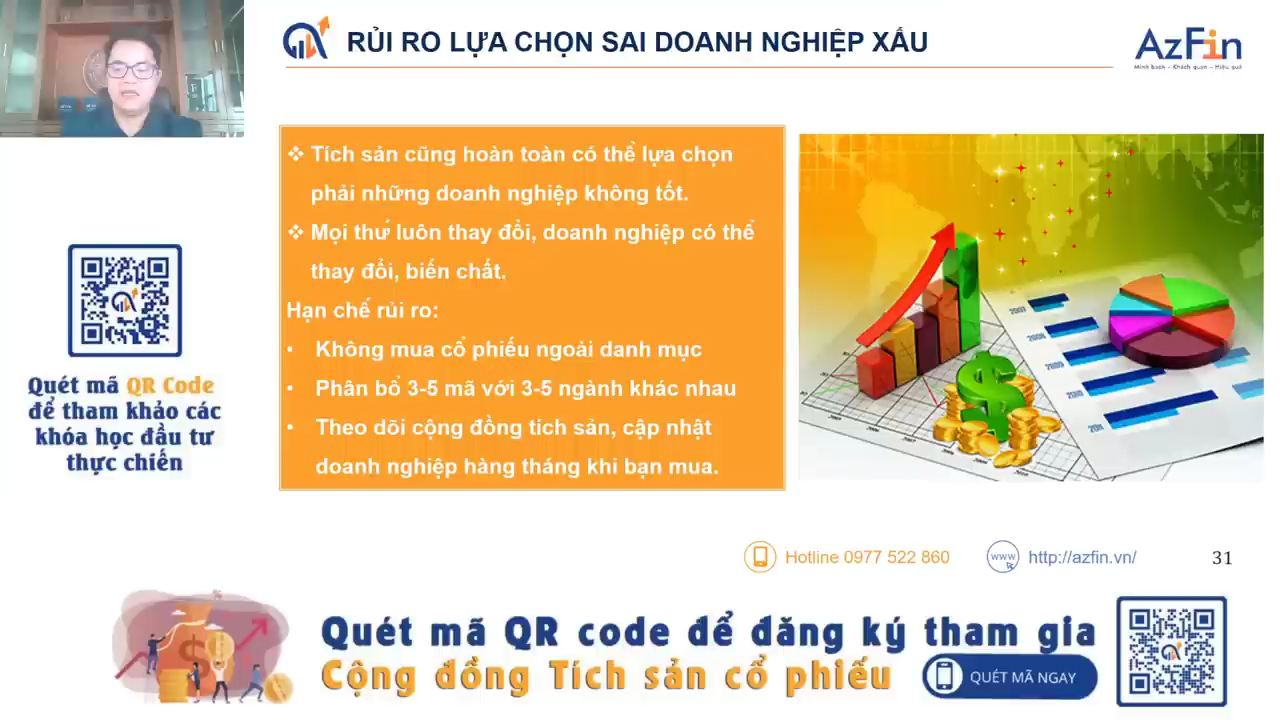 RỦI RO LỰA CHỌN SAI DOANH NGHIỆP XẤU
AzFin
Minh bạch – Khách quan – Hiệu quả
❖ Tích sản cũng hoàn toàn có thể lựa chọn
phải những doanh nghiệp không tốt.
❖ Mọi thứ luôn thay đổi, doanh nghiệp có thể
thay đổi, biến chất.
Hạn chế rủi ro:
• Không mua cổ phiếu ngoài danh mục
• Phân bổ 3-5 mã với 3-5 ngành khác nhau
• Theo dõi cộng đồng tích sản, cập nhật
doanh nghiệp hàng tháng khi bạn mua.
Quét mã QR Code
để tham khảo các
khóa học đầu tư
thực chiến
2007
2008
2009
2010
2011
Hotline 0977 522 860
www
http://azfin.vn/
31
Quét mã QR code để đăng ký tham gia
Cộng đồng Tích sản cổ phiếu
QUÉT MÃ NGAY